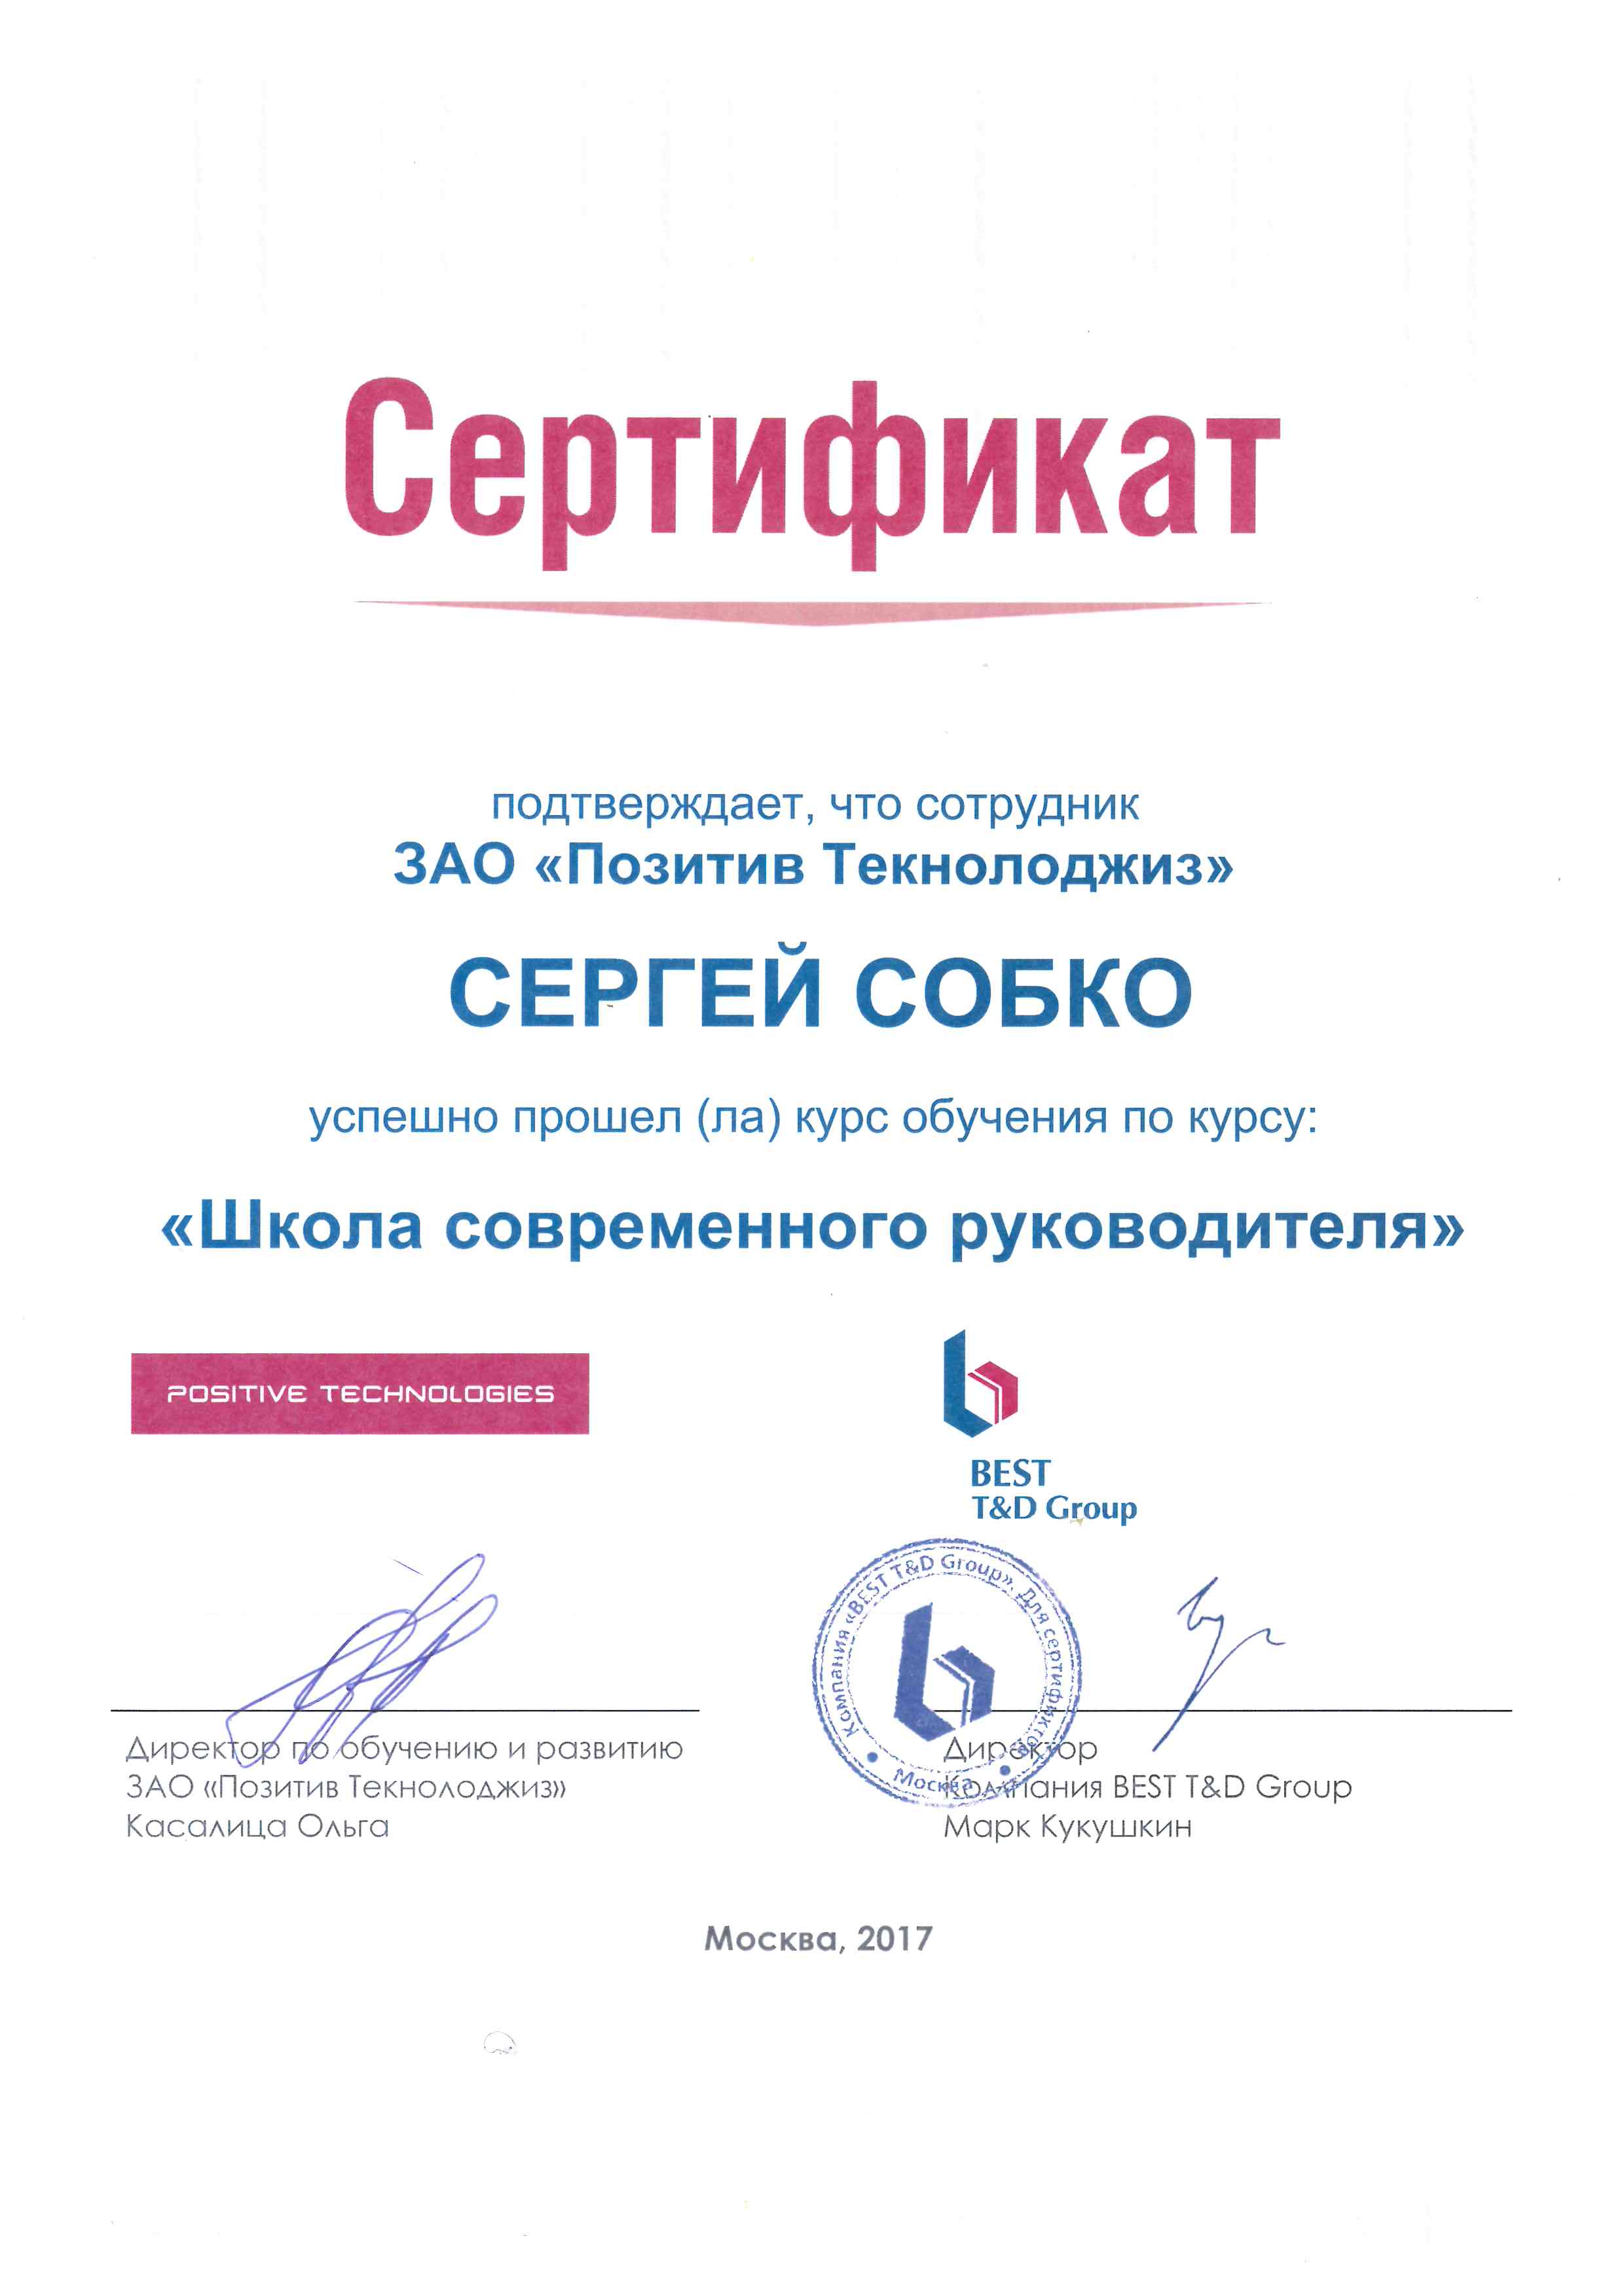 Сертификат
подтверждает, что сотрудник
ЗАО «Позитив Текнолоджиз»
СЕРГЕЙ СОБКО
успешно прошел (ла) курс обучения по курсу:
«Школа современного руководителя»
POSITIVE TECHNOLOGIES
BEST
T&D Group
Компания «BEST T&D Group». Для сертификатов
Москва
Директор по обучению и развитию
ЗАО «Позитив Текнолоджиз»
Касалица Ольга
Директор
Компания BEST T&D Group
Марк Кукушкин
Москва, 2017